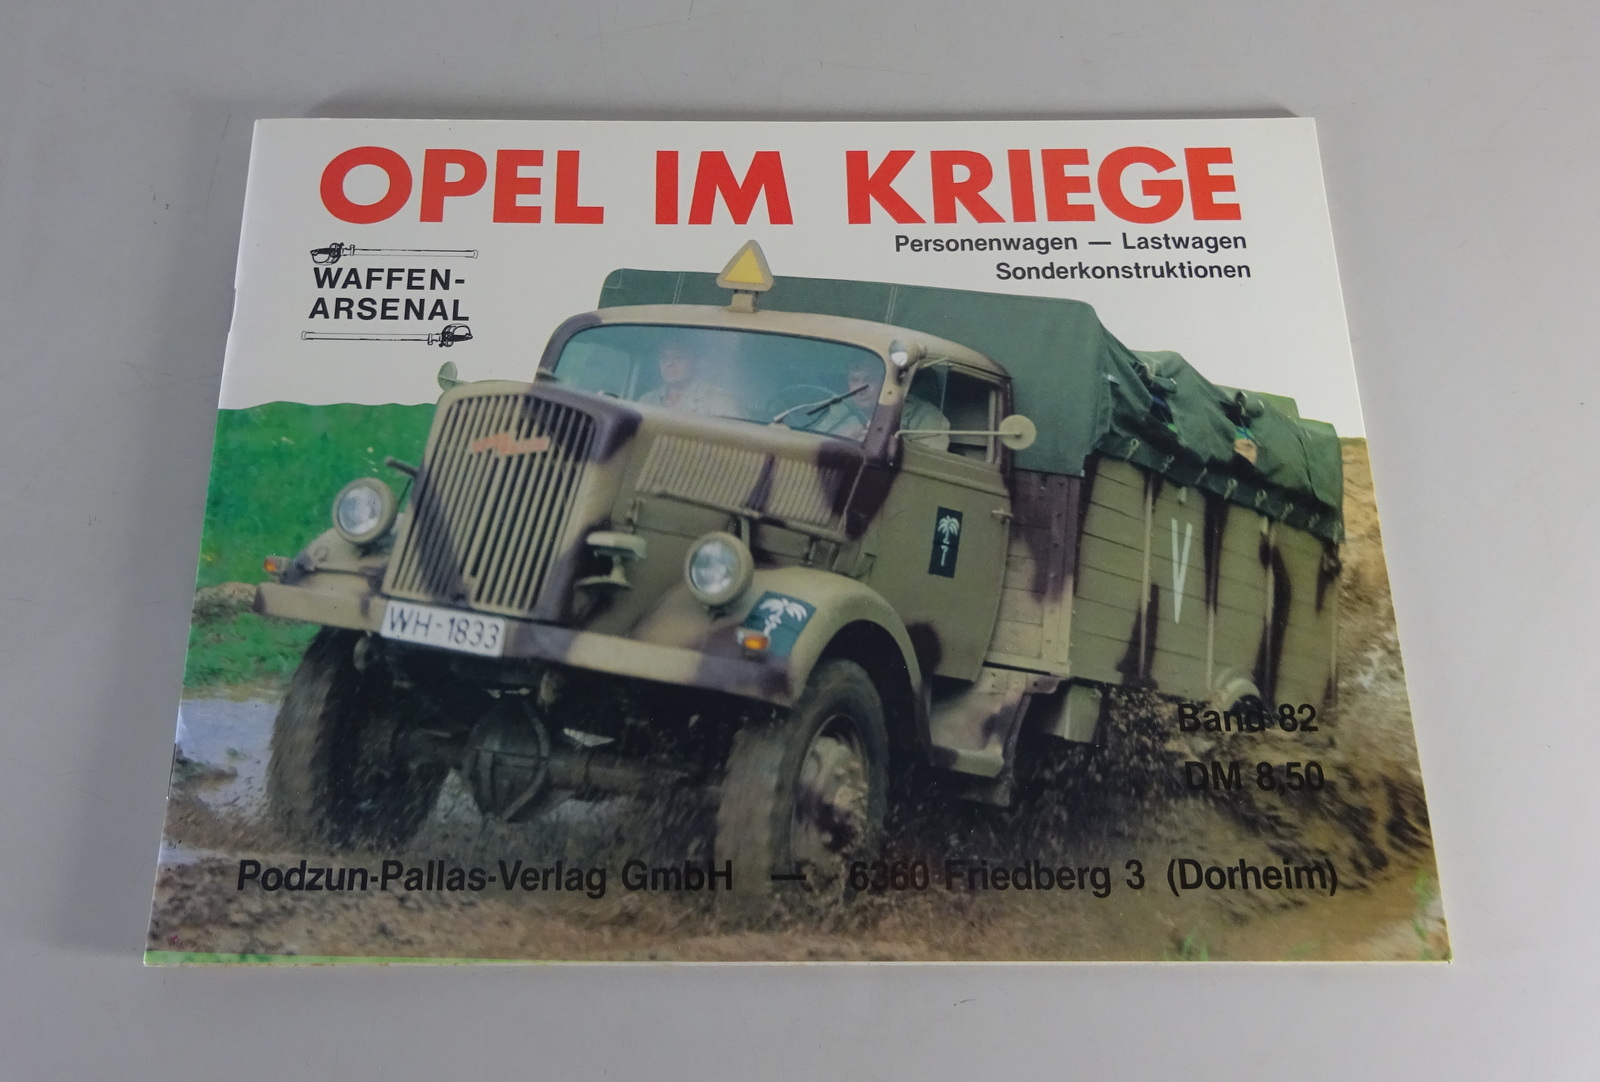 OPEL IM KRIEGE
Personenwagen — Lastwagen
Sonderkonstruktionen
WAFFEN-
ARSENAL
WH-1833
V
Band 82
DM 8,50
Podzun-Pallas-Verlag GmbH — 6360 Friedberg 3 (Dorheim)